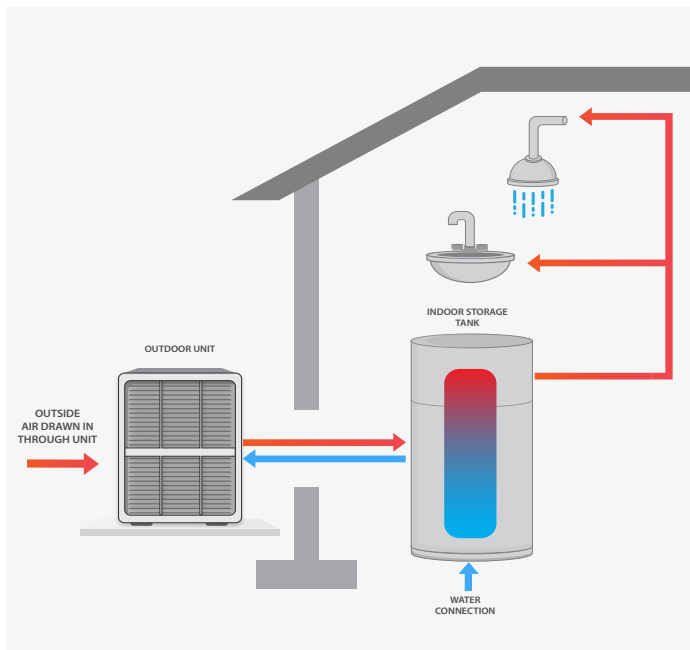 INDOOR STORAGE
TANK
OUTDOOR UNIT
OUTSIDE
AIR DRAWN IN
THROUGH UNIT
WATER
CONNECTION